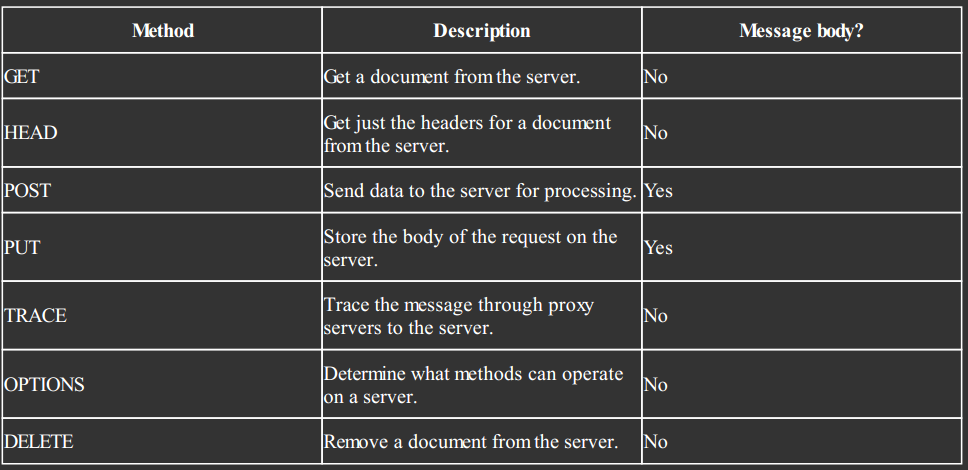 Method Description Message body?
GET Get a document from the server. No
HEAD Get just the headers for a document
from the server. No
POST Send data to the server for processing. Yes
PUT Store the body of the request on the
server. Yes
TRACE Trace the message through proxy
servers to the server. No
OPTIONS Determine what methods can operate
on a server. No
DELETE Remove a document from the server. No